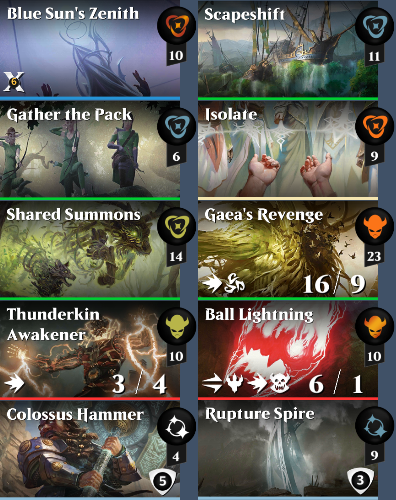 Blue Sun's Zenith
10
X 6
Scapeshift
11
Gather the Pack
6
Isolate
9
Shared Summons
14
Gaea's Revenge
16 / 9
23
Thunderkin
Awakener
3 / 4
10
Ball Lightning
6 / 1
10
Colossus Hammer
4
5
Rupture Spire
9
3